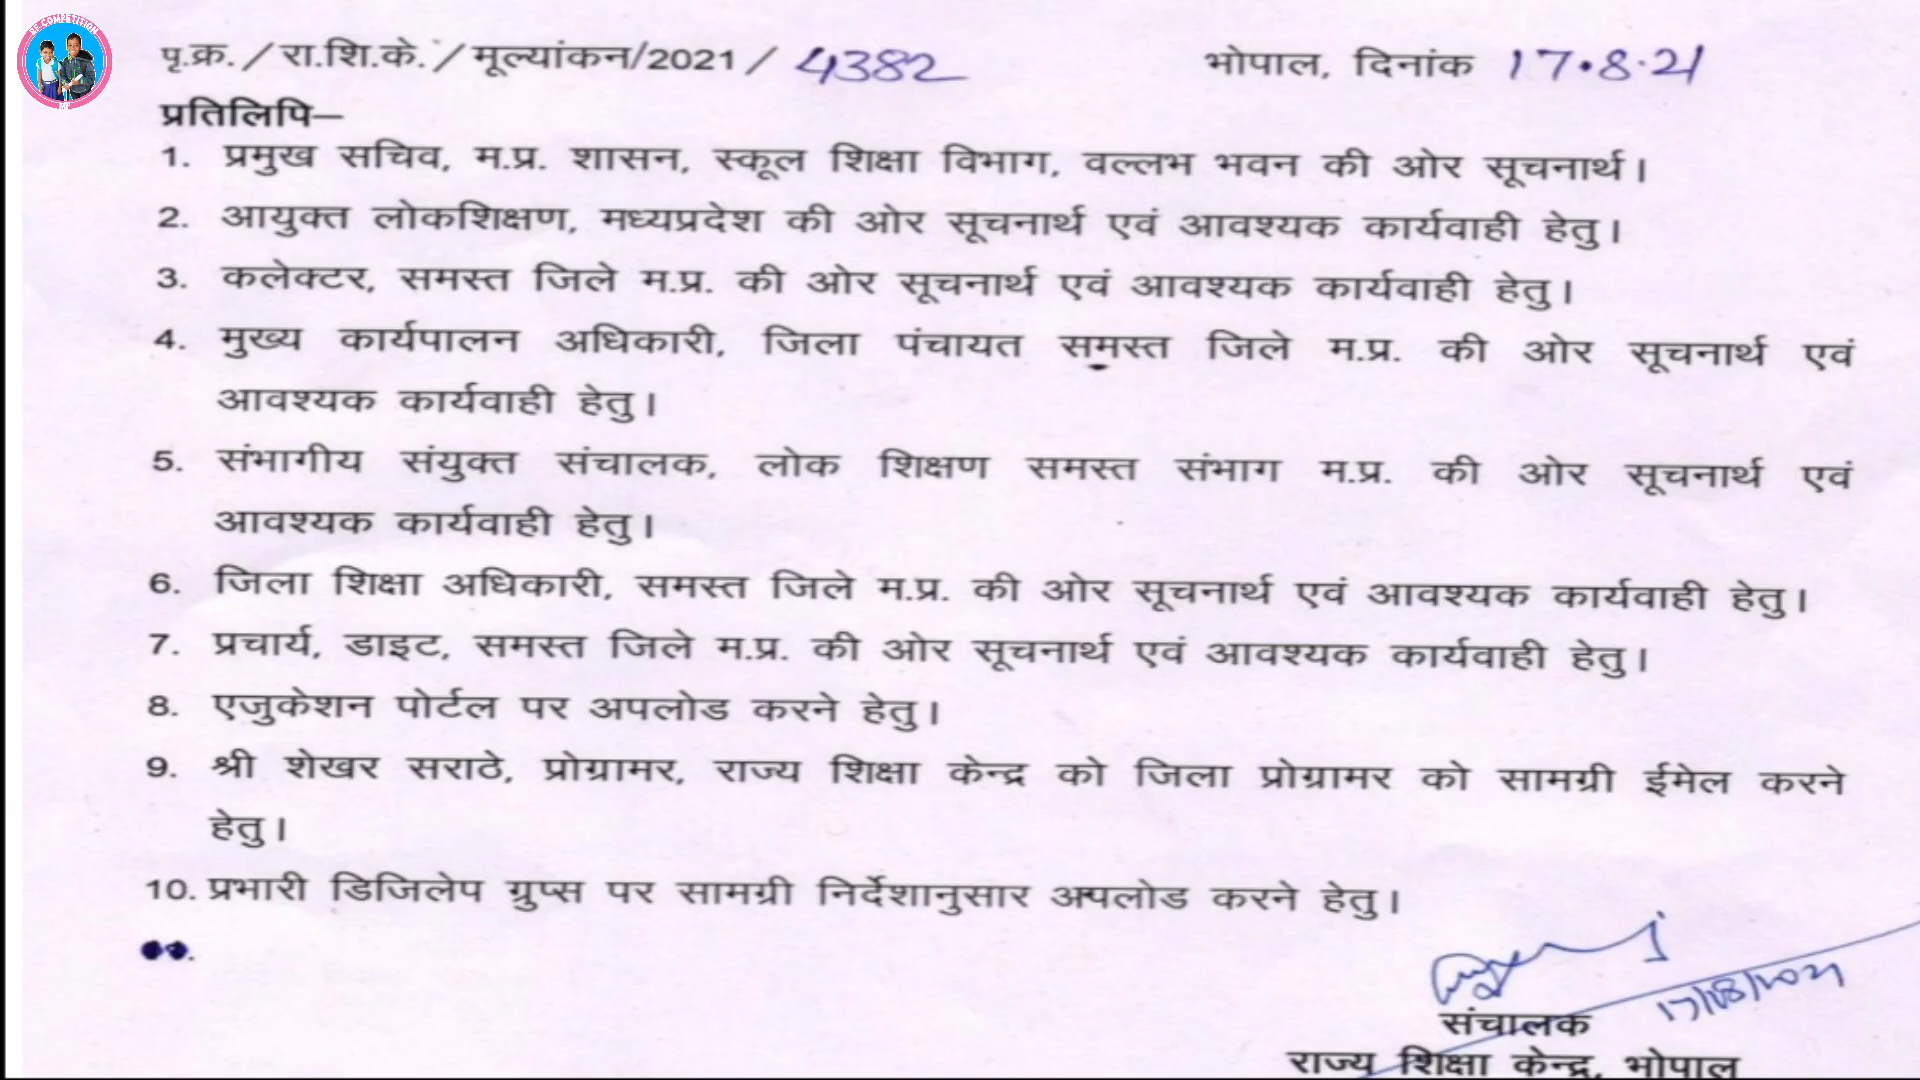 RE COMPETITION
पृ.क्र./रा.शि.के./मूल्यांकन/2021/ 4382 भोपाल, दिनांक 17.8.21
प्रतिलिपि–
1. प्रमुख सचिव, म.प्र. शासन, स्कूल शिक्षा विभाग, वल्लभ भवन की ओर सूचनार्थ।
2. आयुक्त लोकशिक्षण, मध्यप्रदेश की ओर सूचनार्थ एवं आवश्यक कार्यवाही हेतु।
3. कलेक्टर, समस्त जिले म.प्र. की ओर सूचनार्थ एवं आवश्यक कार्यवाही हेतु।
4. मुख्य कार्यपालन अधिकारी, जिला पंचायत समस्त जिले म.प्र. की ओर सूचनार्थ एवं
आवश्यक कार्यवाही हेतु।
5. संभागीय संयुक्त संचालक, लोक शिक्षण समस्त संभाग म.प्र. की ओर सूचनार्थ एवं
आवश्यक कार्यवाही हेतु।
6. जिला शिक्षा अधिकारी, समस्त जिले म.प्र. की ओर सूचनार्थ एवं आवश्यक कार्यवाही हेतु।
7. प्रचार्य, डाइट, समस्त जिले म.प्र. की ओर सूचनार्थ एवं आवश्यक कार्यवाही हेतु।
8. एजुकेशन पोर्टल पर अपलोड करने हेतु।
9. श्री शेखर सराठे, प्रोग्रामर, राज्य शिक्षा केन्द्र को जिला प्रोग्रामर को सामग्री ईमेल करने
हेतु।
10. प्रभारी डिजिलेप ग्रुप्स पर सामग्री निर्देशानुसार अपलोड करने हेतु।
17/08/2021
संचालक
राज्य शिक्षा केन्द्र, भोपाल